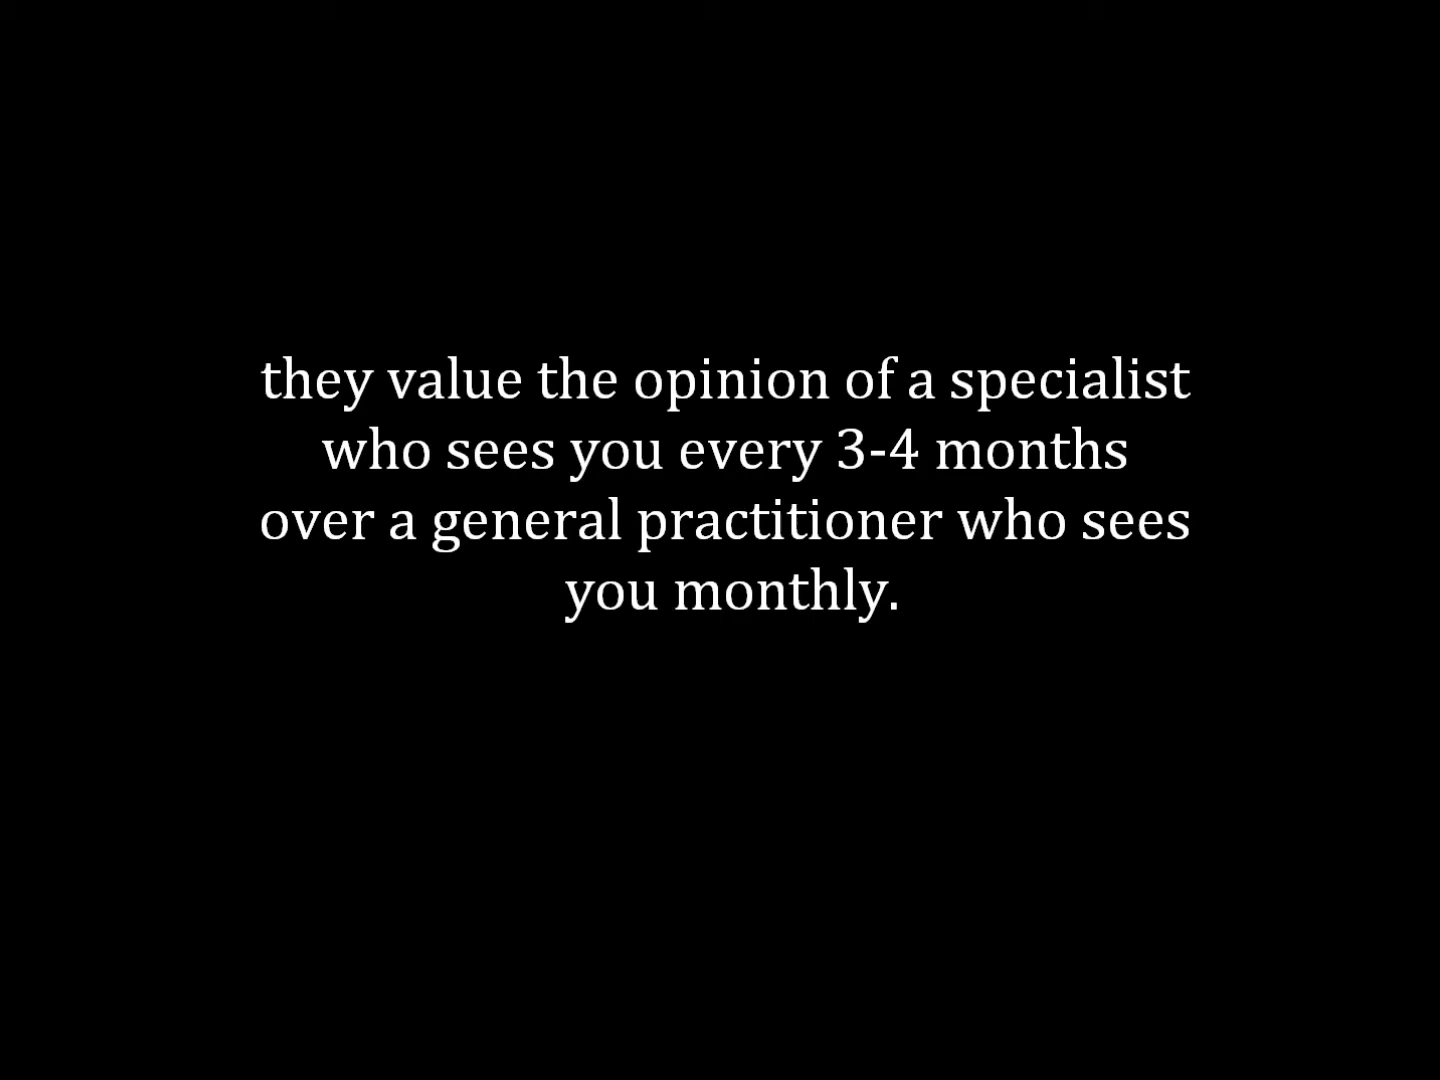 they value the opinion of a specialist
who sees you every 3-4 months
over a general practitioner who sees
you monthly.